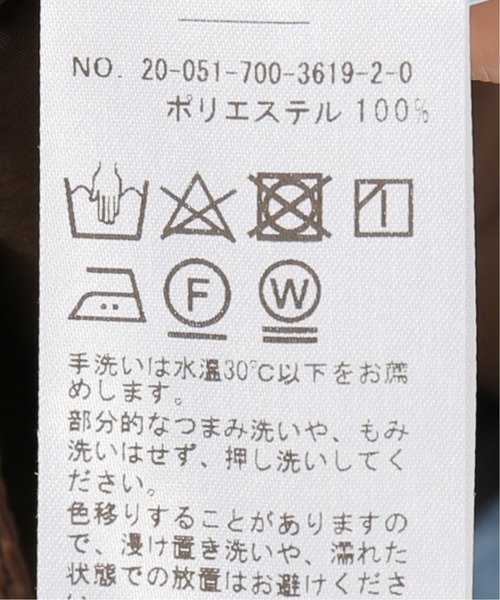 NO. 20-051-700-3619-2-0
ポリエステル 100%
F
W
手洗いは水温30℃以下をお薦
めします。
部分的なつまみ洗いや、もみ
洗いはせず、押し洗いしてく
ださい。
色移りすることがありますの
で、浸け置き洗いや、濡れた
状態での放置はお避けくださ